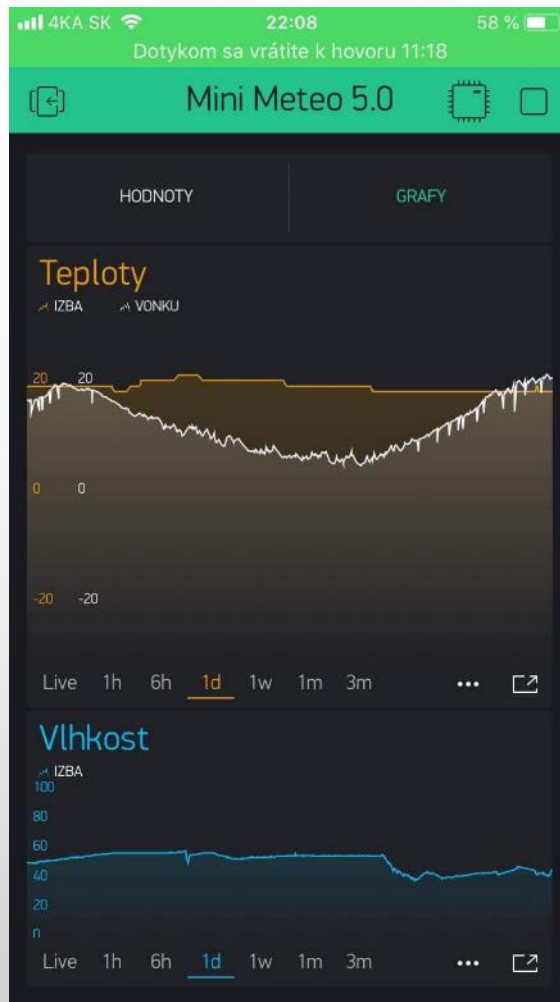 4KA SK 22:08 58 %
Dotykom sa vrátite k hovoru 11:18
Mini Meteo 5.0
HODNOTY GRAFY
Teploty
IZBA VONKU
20 20
0 0
-20 -20
Live 1h 6h 1d 1w 1m 3m
Vlhkost
IZBA
100
80
60
40
20
0
Live 1h 6h 1d 1w 1m 3m